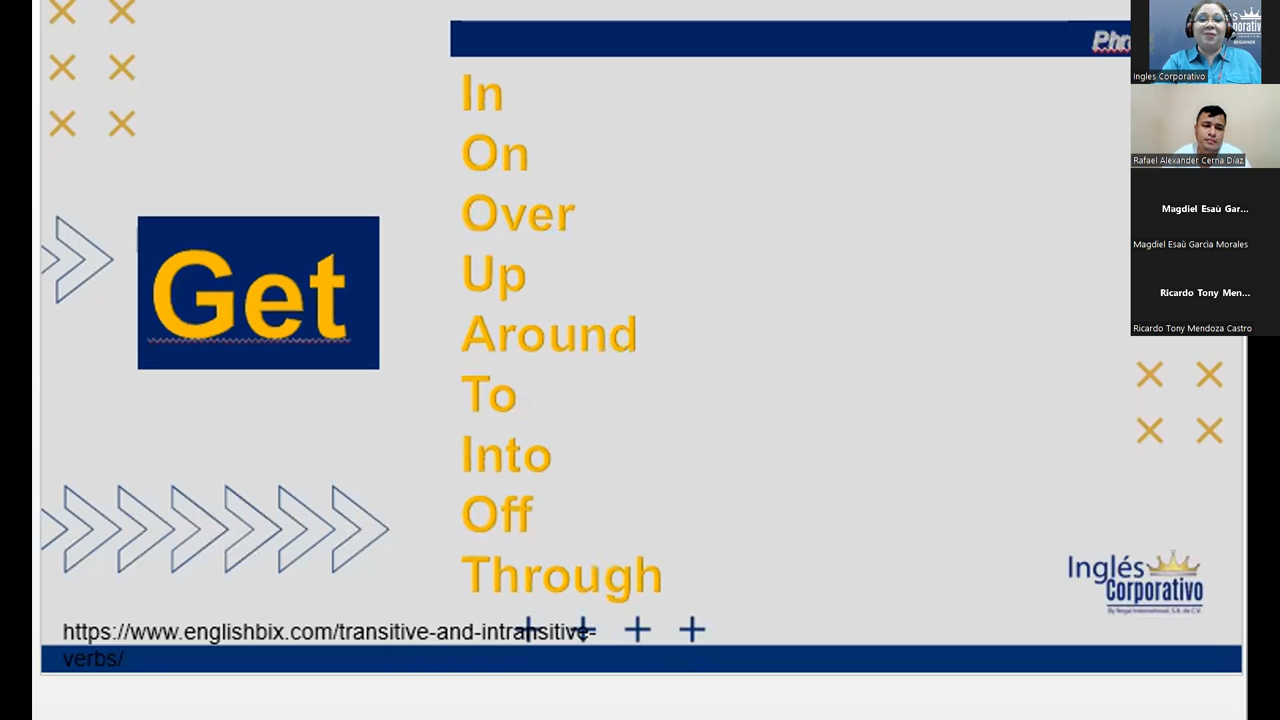 Phr
In
On
Over
Up
Around
To
Into
Off
Through
Get
https://www.englishbix.com/transitive-and-intransitive-
verbs/
Inglés
Corporativo
Ingles Corporativo
Rafael Alexander Cerna Diaz
Magdiel Esaù Gar...
Magdiel Esaù Garcia Morales
Ricardo Tony Men...
Ricardo Tony Mendoza Castro